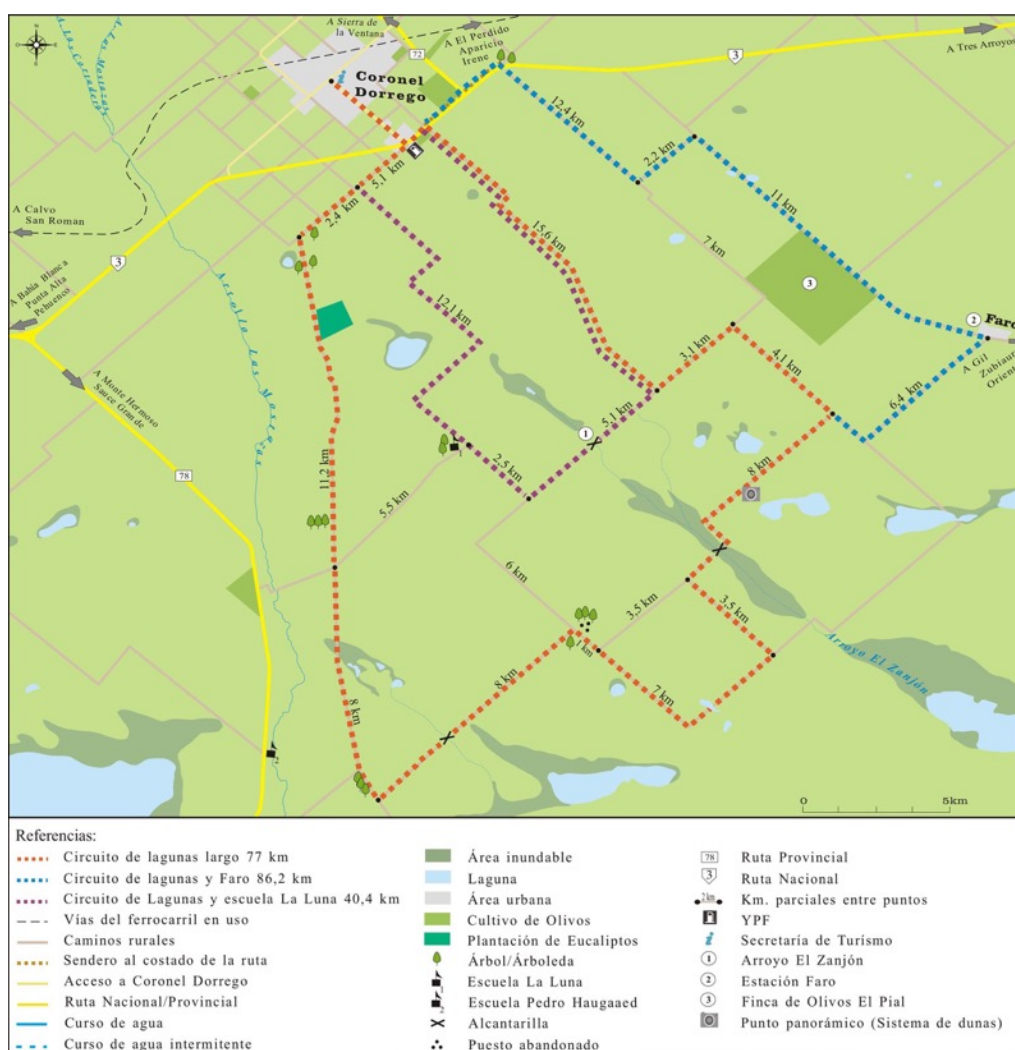 A Sierra de
la Ventana
72
A El Perdido
Aparicio
Irene
3
A Tres Arroyos
Coronel
Dorrego
12,4 km
2,2 km
11 km
5,1 km
2,4 km
15,6 km
7 km
3
2
Faro
A Gil
A Calvo
San Roman
3
A Bahía Blanca
Punta Alta
Pehuenco
12,1 km
3,1 km
4,1 km
6,4 km
A Monte Hermoso
Sauce Grande
78
1
5,1 km
1
2,5 km
8 km
11,2 km
5,5 km
6 km
3,5 km
3,5 km
1 km
Arroyo El Zanjón
8 km
7 km
8 km
2
0
5km
Referencias:
Circuito de lagunas largo 77 km
Circuito de lagunas y Faro 86,2 km
Circuito de Lagunas y escuela La Luna 40,4 km
Vías del ferrocarril en uso
Caminos rurales
Sendero al costado de la ruta
Acceso a Coronel Dorrego
Ruta Nacional/Provincial
Curso de agua
Curso de agua intermitente
Área inundable
Laguna
Área urbana
Cultivo de Olivos
Plantación de Eucaliptos
Árbol/Árboleda
1
Escuela La Luna
2
Escuela Pedro Haugaaed
Alcantarilla
Puesto abandonado
78
Ruta Provincial
3
Ruta Nacional
2 km
Km. parciales entre puntos
YPF
Secretaría de Turísmo
1
Arroyo El Zanjón
2
Estación Faro
3
Finca de Olivos El Pial
Punto panorámico (Sistema de dunas)